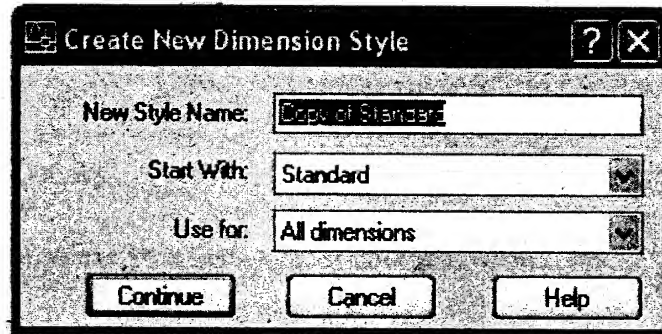 Create New Dimension Style ? X
New Style Name: Copy of Standard
Start With: Standard
Use for: All dimensions
Continue Cancel Help